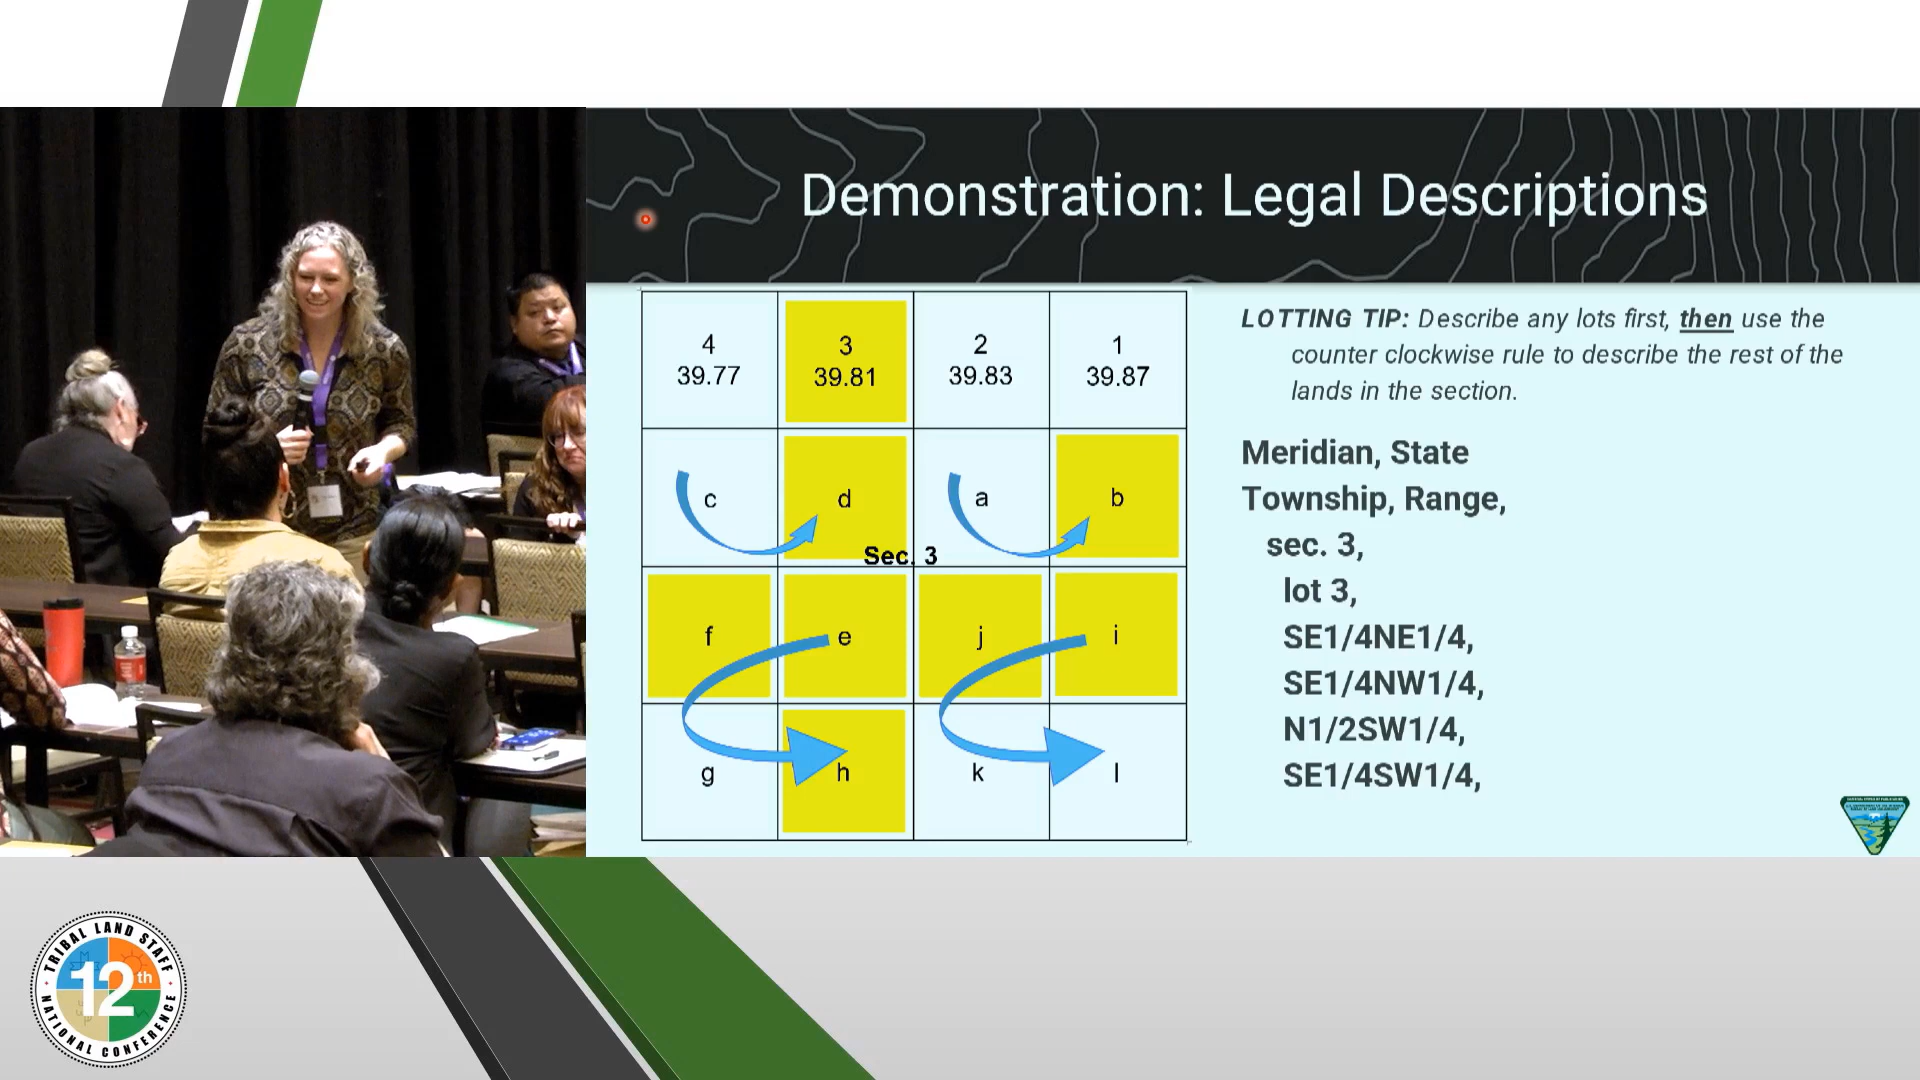 Demonstration: Legal Descriptions
4
39.77
3
39.81
2
39.83
1
39.87
c
d
a
b
Sec. 3
f
e
j
i
g
h
k
l
LOTTING TIP: Describe any lots first, then use the
counter clockwise rule to describe the rest of the
lands in the section.
Meridian, State
Township, Range,
sec. 3,
lot 3,
SE1/4NE1/4,
SE1/4NW1/4,
N1/2SW1/4,
SE1/4SW1/4,
TRIBAL LAND STAFF
12th
NATIONAL CONFERENCE